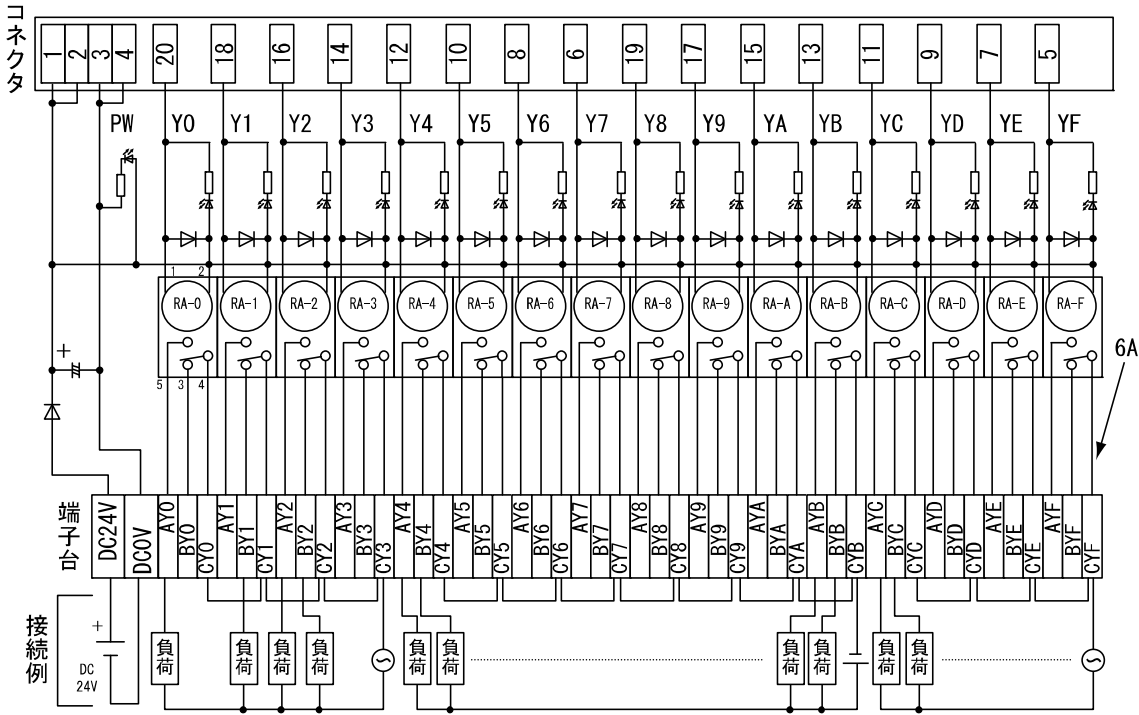 コネクタ
1 2 3 4 20 18 16 14 12 10 8 6 19 17 15 13 11 9 7 5
PW Y0 Y1 Y2 Y3 Y4 Y5 Y6 Y7 Y8 Y9 YA YB YC YD YE YF
1 2
RA-0 RA-1 RA-2 RA-3 RA-4 RA-5 RA-6 RA-7 RA-8 RA-9 RA-A RA-B RA-C RA-D RA-E RA-F
+
5 3 4
6A
端子台
DC24V DC0V AY0 BY0 CY0 AY1 BY1 CY1 AY2 BY2 CY2 AY3 BY3 CY3 AY4 BY4 CY4 AY5 BY5 CY5 AY6 BY6 CY6 AY7 BY7 CY7 AY8 BY8 CY8 AY9 BY9 CY9 AYA BYA CYA AYB BYB CYB AYC BYC CYC AYD BYD CYD AYE BYE CYE AYF BYF CYF
接続例
+
DC
24V
負荷 負荷 負荷 負荷 負荷 負荷 負荷 負荷 負荷 負荷